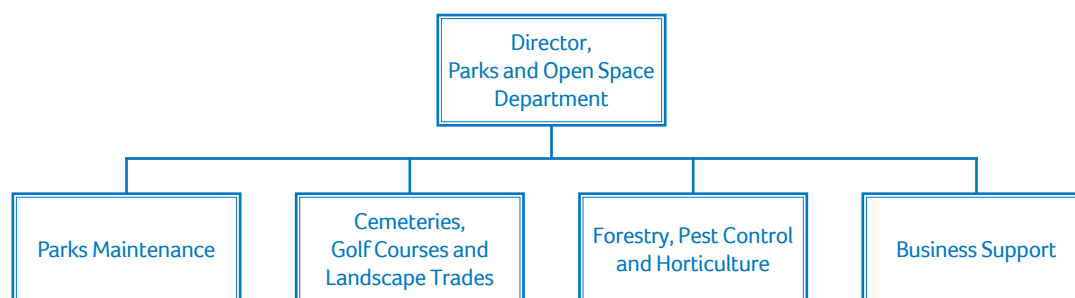 Director,
Parks and Open Space
Department
Parks Maintenance
Cemeteries,
Golf Courses and
Landscape Trades
Forestry, Pest Control
and Horticulture
Business Support